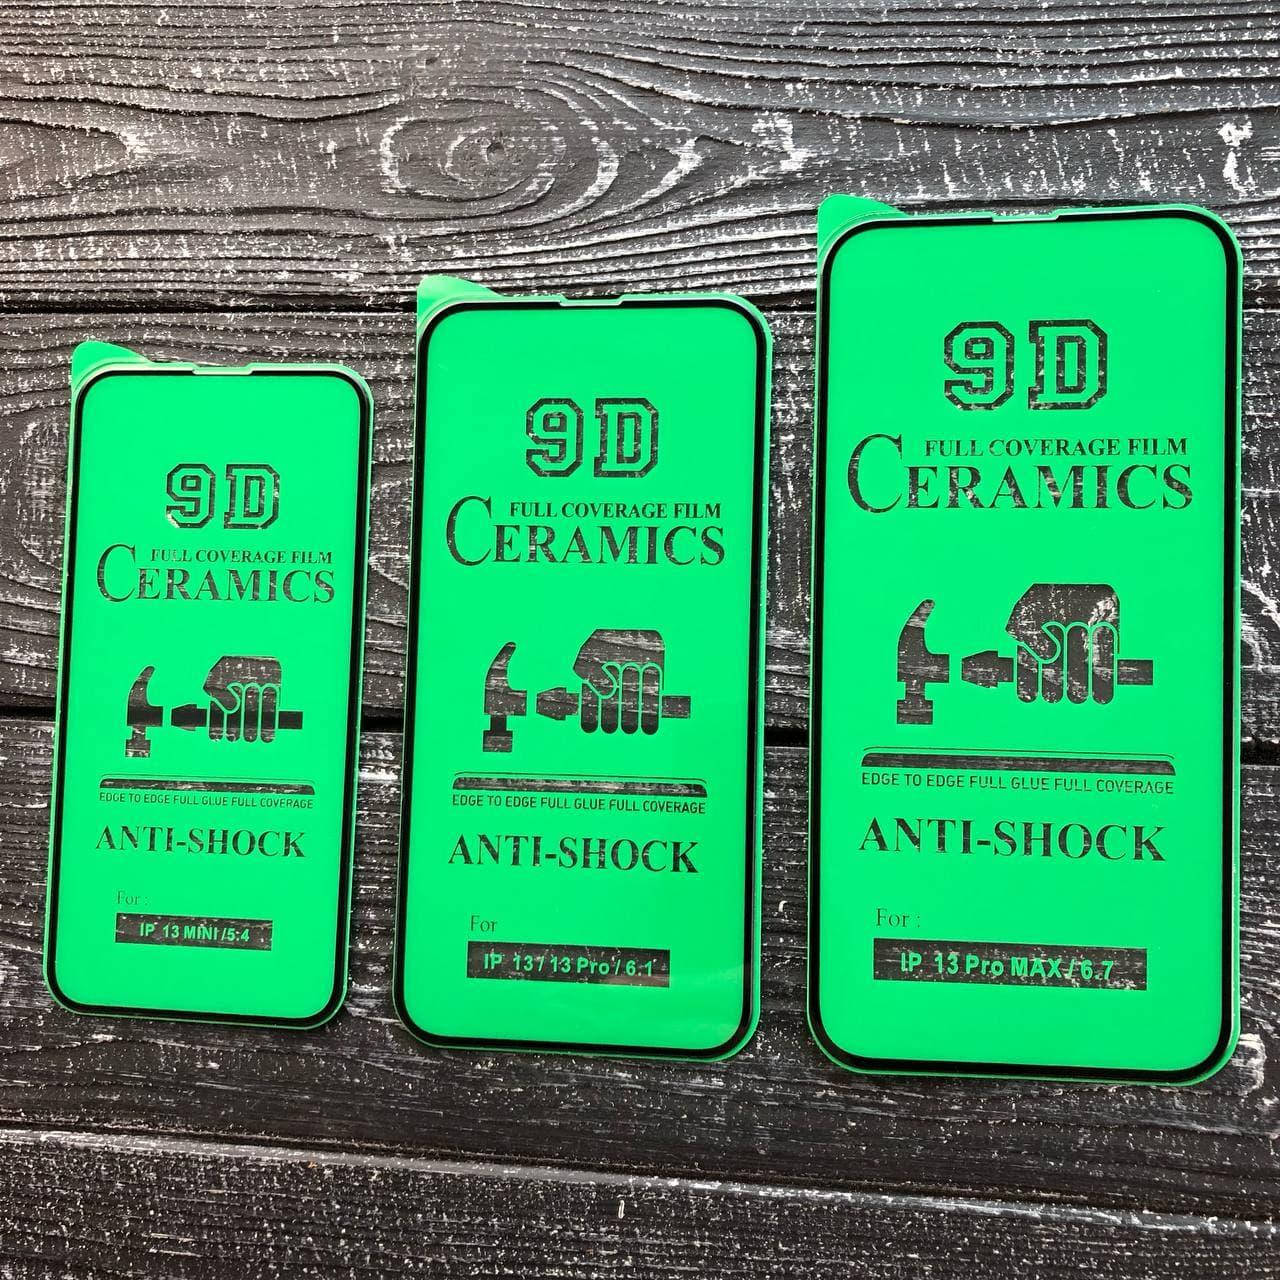 9D
FULL COVERAGE FILM
CERAMICS
EDGE TO EDGE FULL GLUE FULL COVERAGE
ANTI-SHOCK
For :
IP 13 MINI /5:4
9D
FULL COVERAGE FILM
CERAMICS
EDGE TO EDGE FULL GLUE FULL COVERAGE
ANTI-SHOCK
For
IP 13 / 13 Pro / 6.1
9D
FULL COVERAGE FILM
CERAMICS
EDGE TO EDGE FULL GLUE FULL COVERAGE
ANTI-SHOCK
For :
IP 13 Pro MAX / 6.7